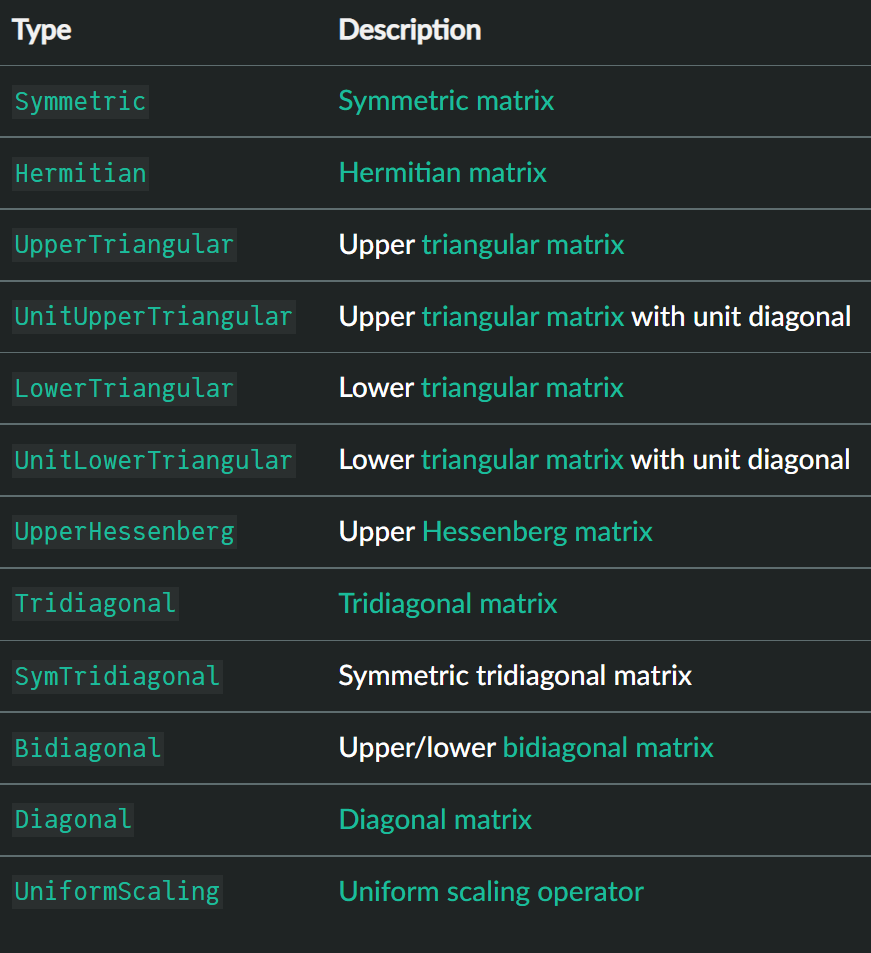 Type Description
Symmetric Symmetric matrix
Hermitian Hermitian matrix
UpperTriangular Upper triangular matrix
UnitUpperTriangular Upper triangular matrix with unit diagonal
LowerTriangular Lower triangular matrix
UnitLowerTriangular Lower triangular matrix with unit diagonal
UpperHessenberg Upper Hessenberg matrix
Tridiagonal Tridiagonal matrix
SymTridiagonal Symmetric tridiagonal matrix
Bidiagonal Upper/lower bidiagonal matrix
Diagonal Diagonal matrix
UniformScaling Uniform scaling operator